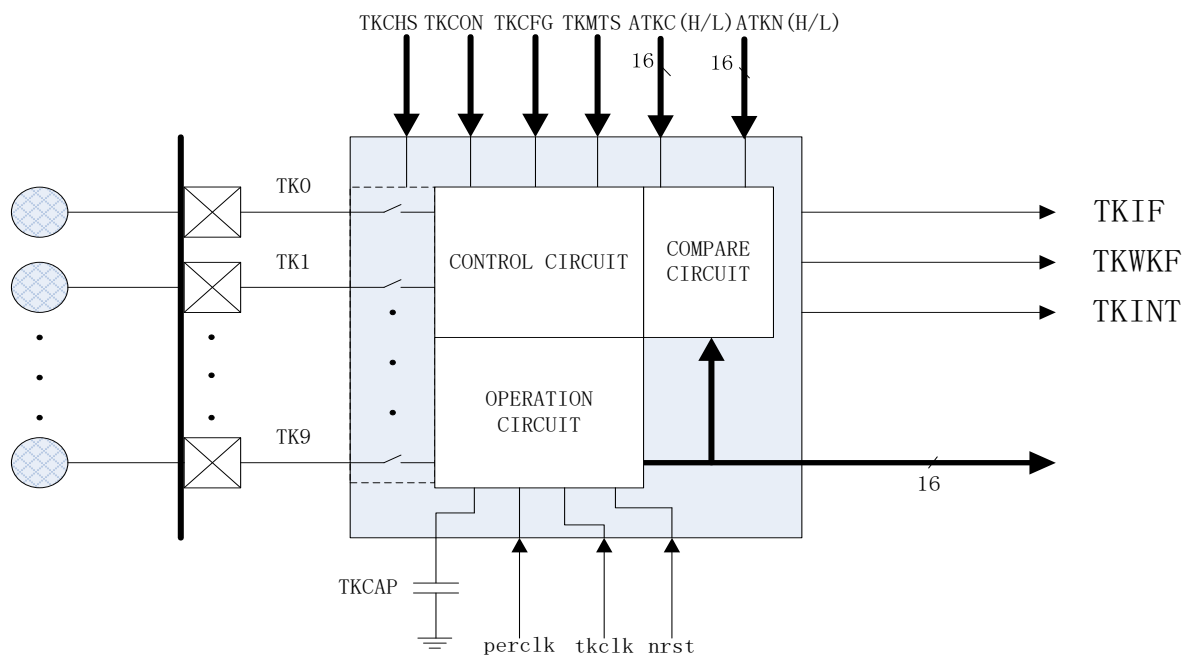 TKCHS TKCON TKCFG TKMTS ATKC(H/L) ATKN(H/L)
16 16
TK0
TKIF
TK1
CONTROL CIRCUIT
COMPARE
CIRCUIT
TKWKF
TKINT
OPERATION
CIRCUIT
TK9
16
TKCAP
perclk tkclk nrst